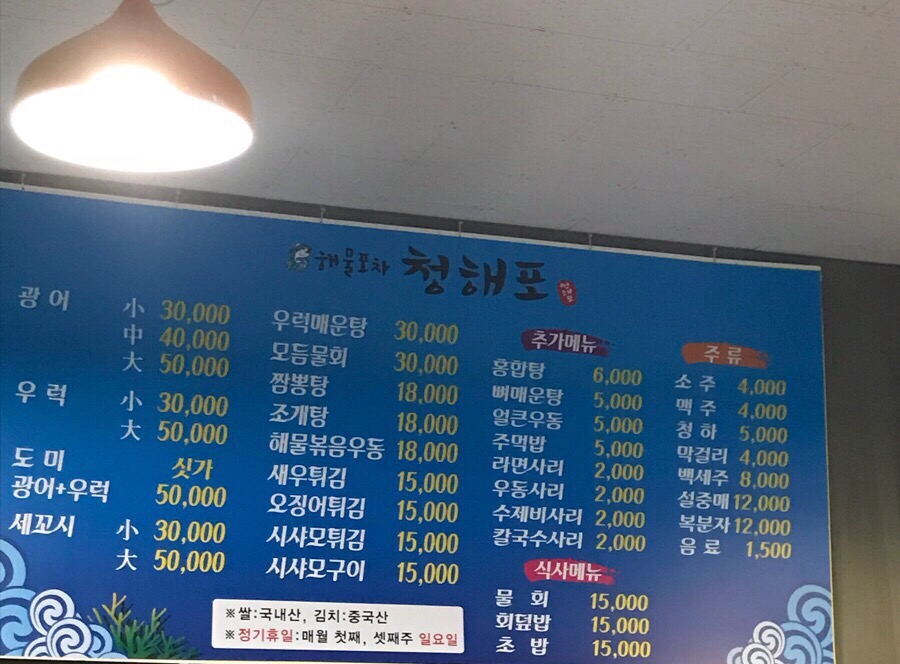 해물포차 청해포
광어 小 30,000
中 40,000
大 50,000
우럭 小 30,000
大 50,000
도미 싯가
광어+우럭 50,000
세꼬시 小 30,000
大 50,000
우럭매운탕 30,000
모듬물회 30,000
짬뽕탕 18,000
조개탕 18,000
해물볶음우동 18,000
새우튀김 15,000
오징어튀김 15,000
시샤모튀김 15,000
시샤모구이 15,000
추가메뉴
홍합탕 6,000
뼈매운탕 5,000
얼큰우동 5,000
주먹밥 5,000
라면사리 2,000
우동사리 2,000
수제비사리 2,000
칼국수사리 2,000
식사메뉴
물회 15,000
회덮밥 15,000
초밥 15,000
주류
소주 4,000
맥주 4,000
청하 5,000
막걸리 4,000
백세주 8,000
설중매 12,000
복분자 12,000
음료 1,500
※쌀:국내산, 김치:중국산
※정기휴일:매월 첫째, 셋째주 일요일